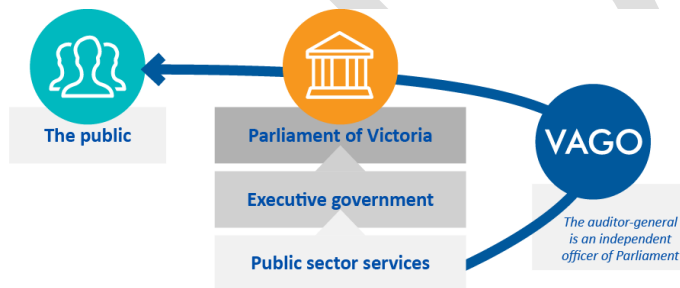 The public
Parliament of Victoria
VAGO
Executive government
The auditor-general
is an independent
officer of Parliament
Public sector services